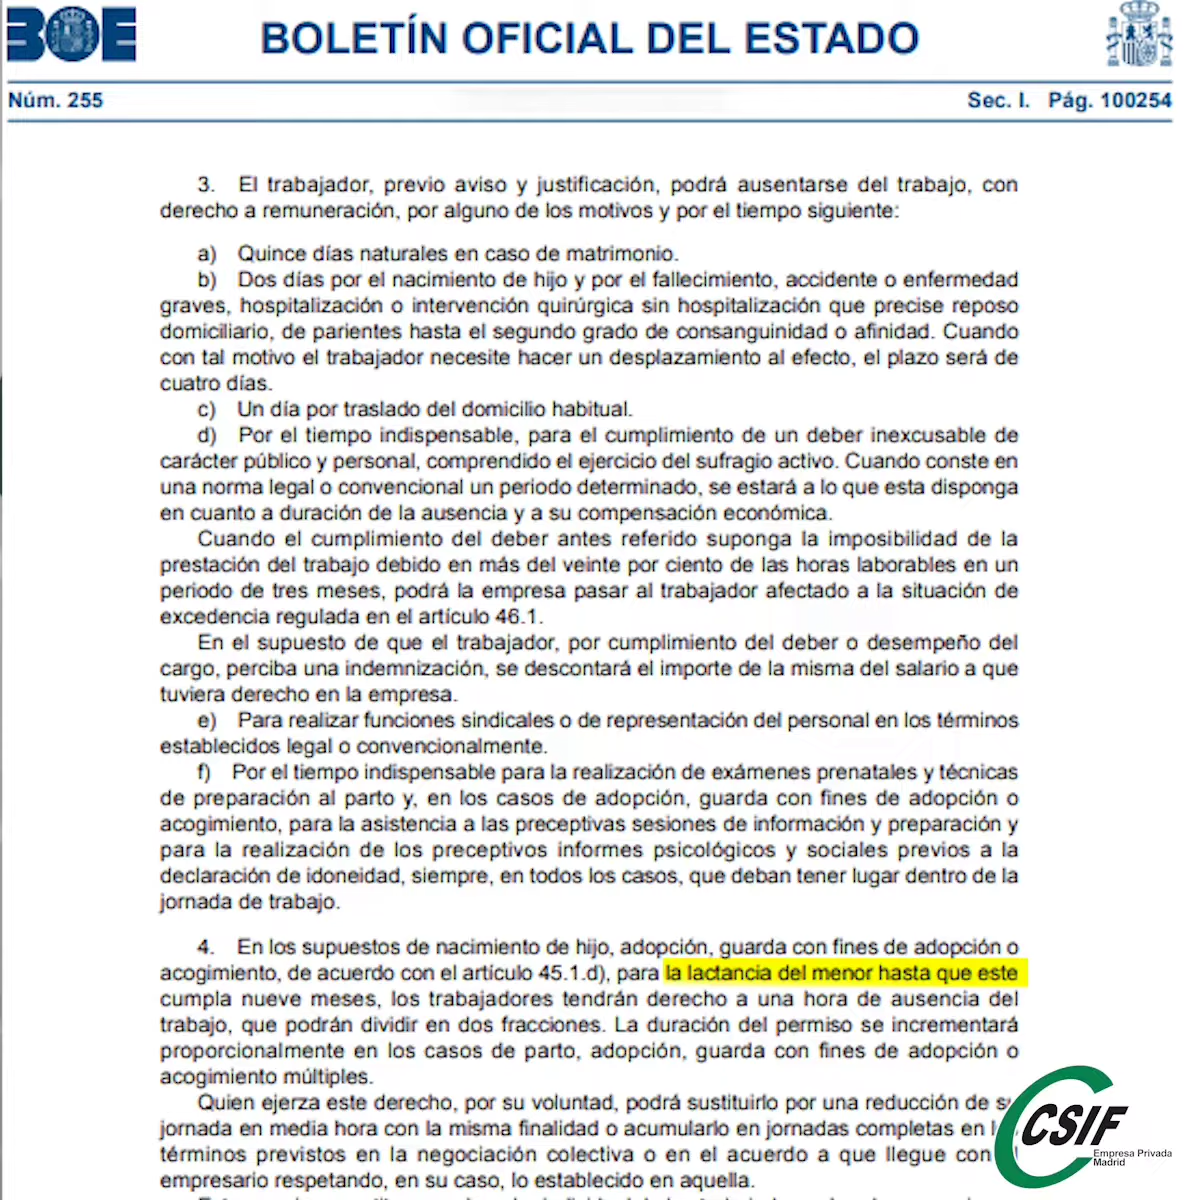 BOE
BOLETÍN OFICIAL DEL ESTADO
Núm. 255
Sec. I. Pág. 100254
3. El trabajador, previo aviso y justificación, podrá ausentarse del trabajo, con
derecho a remuneración, por alguno de los motivos y por el tiempo siguiente:
a) Quince días naturales en caso de matrimonio.
b) Dos días por el nacimiento de hijo y por el fallecimiento, accidente o enfermedad
graves, hospitalización o intervención quirúrgica sin hospitalización que precise reposo
domiciliario, de parientes hasta el segundo grado de consanguinidad o afinidad. Cuando
con tal motivo el trabajador necesite hacer un desplazamiento al efecto, el plazo será de
cuatro días.
c) Un día por traslado del domicilio habitual.
d) Por el tiempo indispensable, para el cumplimiento de un deber inexcusable de
carácter público y personal, comprendido el ejercicio del sufragio activo. Cuando conste en
una norma legal o convencional un periodo determinado, se estará a lo que esta disponga
en cuanto a duración de la ausencia y a su compensación económica.
Cuando el cumplimiento del deber antes referido suponga la imposibilidad de la
prestación del trabajo debido en más del veinte por ciento de las horas laborables en un
periodo de tres meses, podrá la empresa pasar al trabajador afectado a la situación de
excedencia regulada en el artículo 46.1.
En el supuesto de que el trabajador, por cumplimiento del deber o desempeño del
cargo, perciba una indemnización, se descontará el importe de la misma del salario a que
tuviera derecho en la empresa.
e) Para realizar funciones sindicales o de representación del personal en los términos
establecidos legal o convencionalmente.
f) Por el tiempo indispensable para la realización de exámenes prenatales y técnicas
de preparación al parto y, en los casos de adopción, guarda con fines de adopción o
acogimiento, para la asistencia a las preceptivas sesiones de información y preparación y
para la realización de los preceptivos informes psicológicos y sociales previos a la
declaración de idoneidad, siempre, en todos los casos, que deban tener lugar dentro de la
jornada de trabajo.
4. En los supuestos de nacimiento de hijo, adopción, guarda con fines de adopción o
acogimiento, de acuerdo con el artículo 45.1.d), para la lactancia del menor hasta que este
cumpla nueve meses, los trabajadores tendrán derecho a una hora de ausencia del
trabajo, que podrán dividir en dos fracciones. La duración del permiso se incrementará
proporcionalmente en los casos de parto, adopción, guarda con fines de adopción o
acogimiento múltiples.
Quien ejerza este derecho, por su voluntad, podrá sustituirlo por una reducción de
jornada en media hora con la misma finalidad o acumularlo en jornadas completas en
términos previstos en la negociación colectiva o en el acuerdo a que llegue con
empresario respetando, en su caso, lo establecido en aquella.
CSIF
Empresa Privada
Madrid